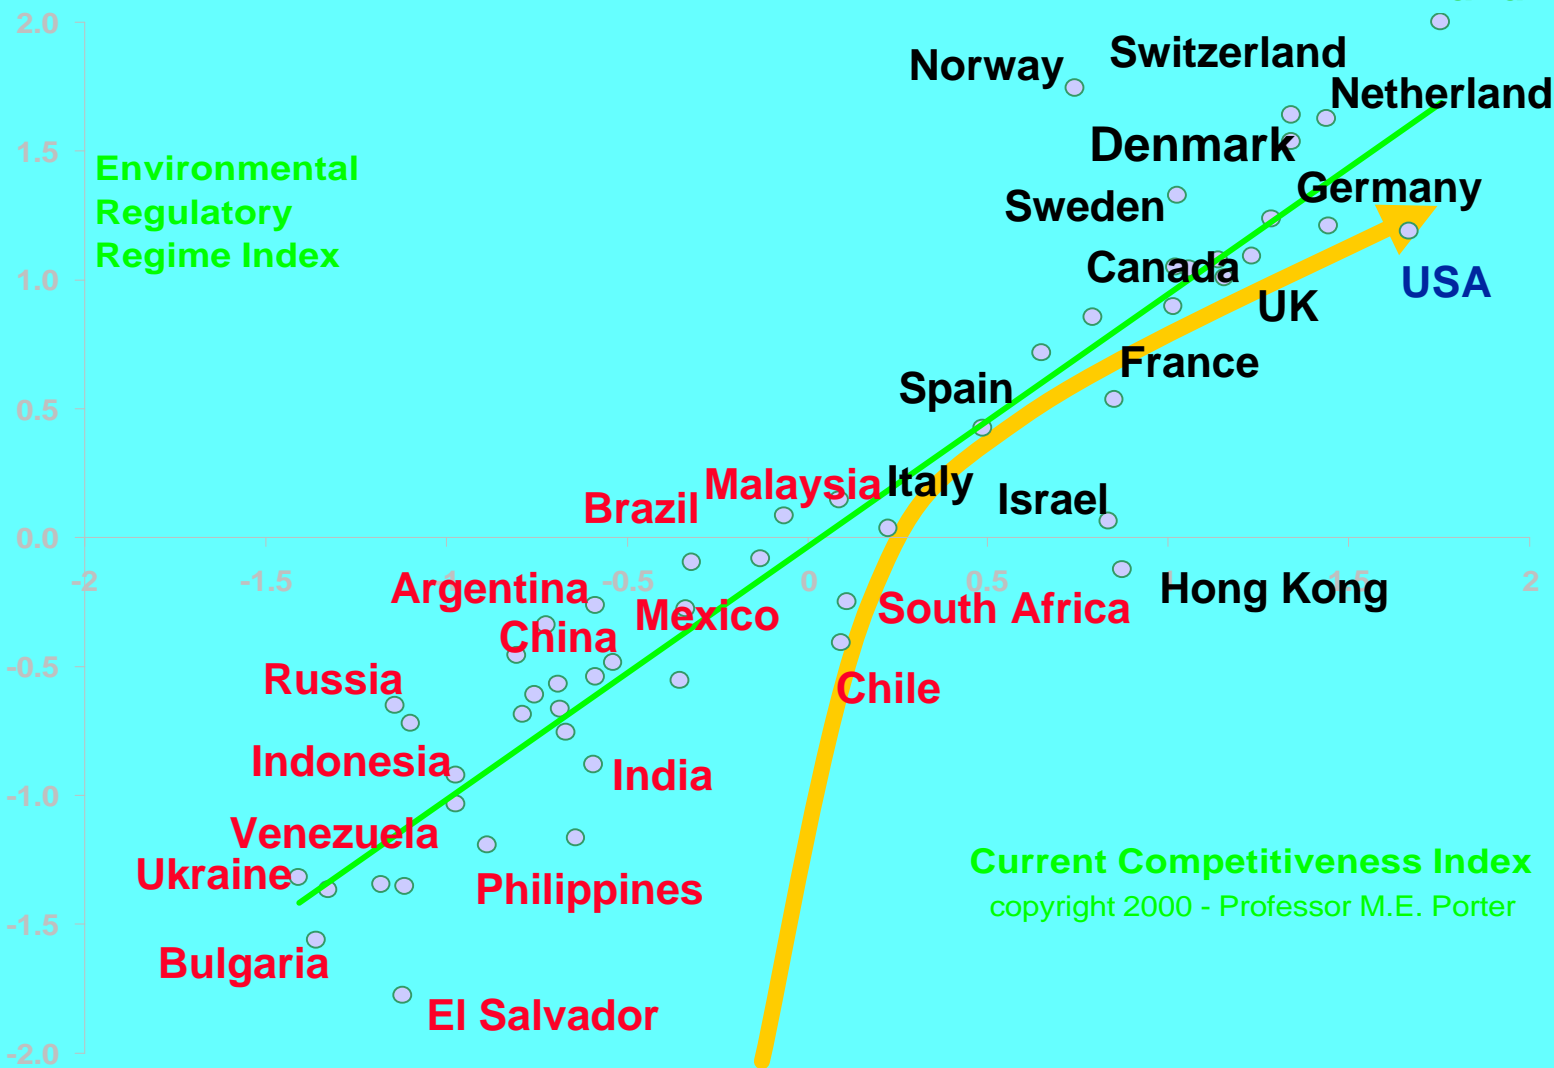 2.0
Norway
Switzerland
Netherland
1.5
Denmark
Environmental
Regulatory
Regime Index
Germany
Sweden
1.0
Canada
USA
UK
France
Spain
0.5
Malaysia
Italy
Brazil
Israel
0.0
-2
-1.5
-0.5
0
0.5
2
Argentina
Mexico
South Africa
Hong Kong
China
-0.5
Russia
Chile
Indonesia
India
-1.0
Venezuela
Ukraine
Philippines
Current Competitiveness Index
copyright 2000 - Professor M.E. Porter
-1.5
Bulgaria
El Salvador
-2.0